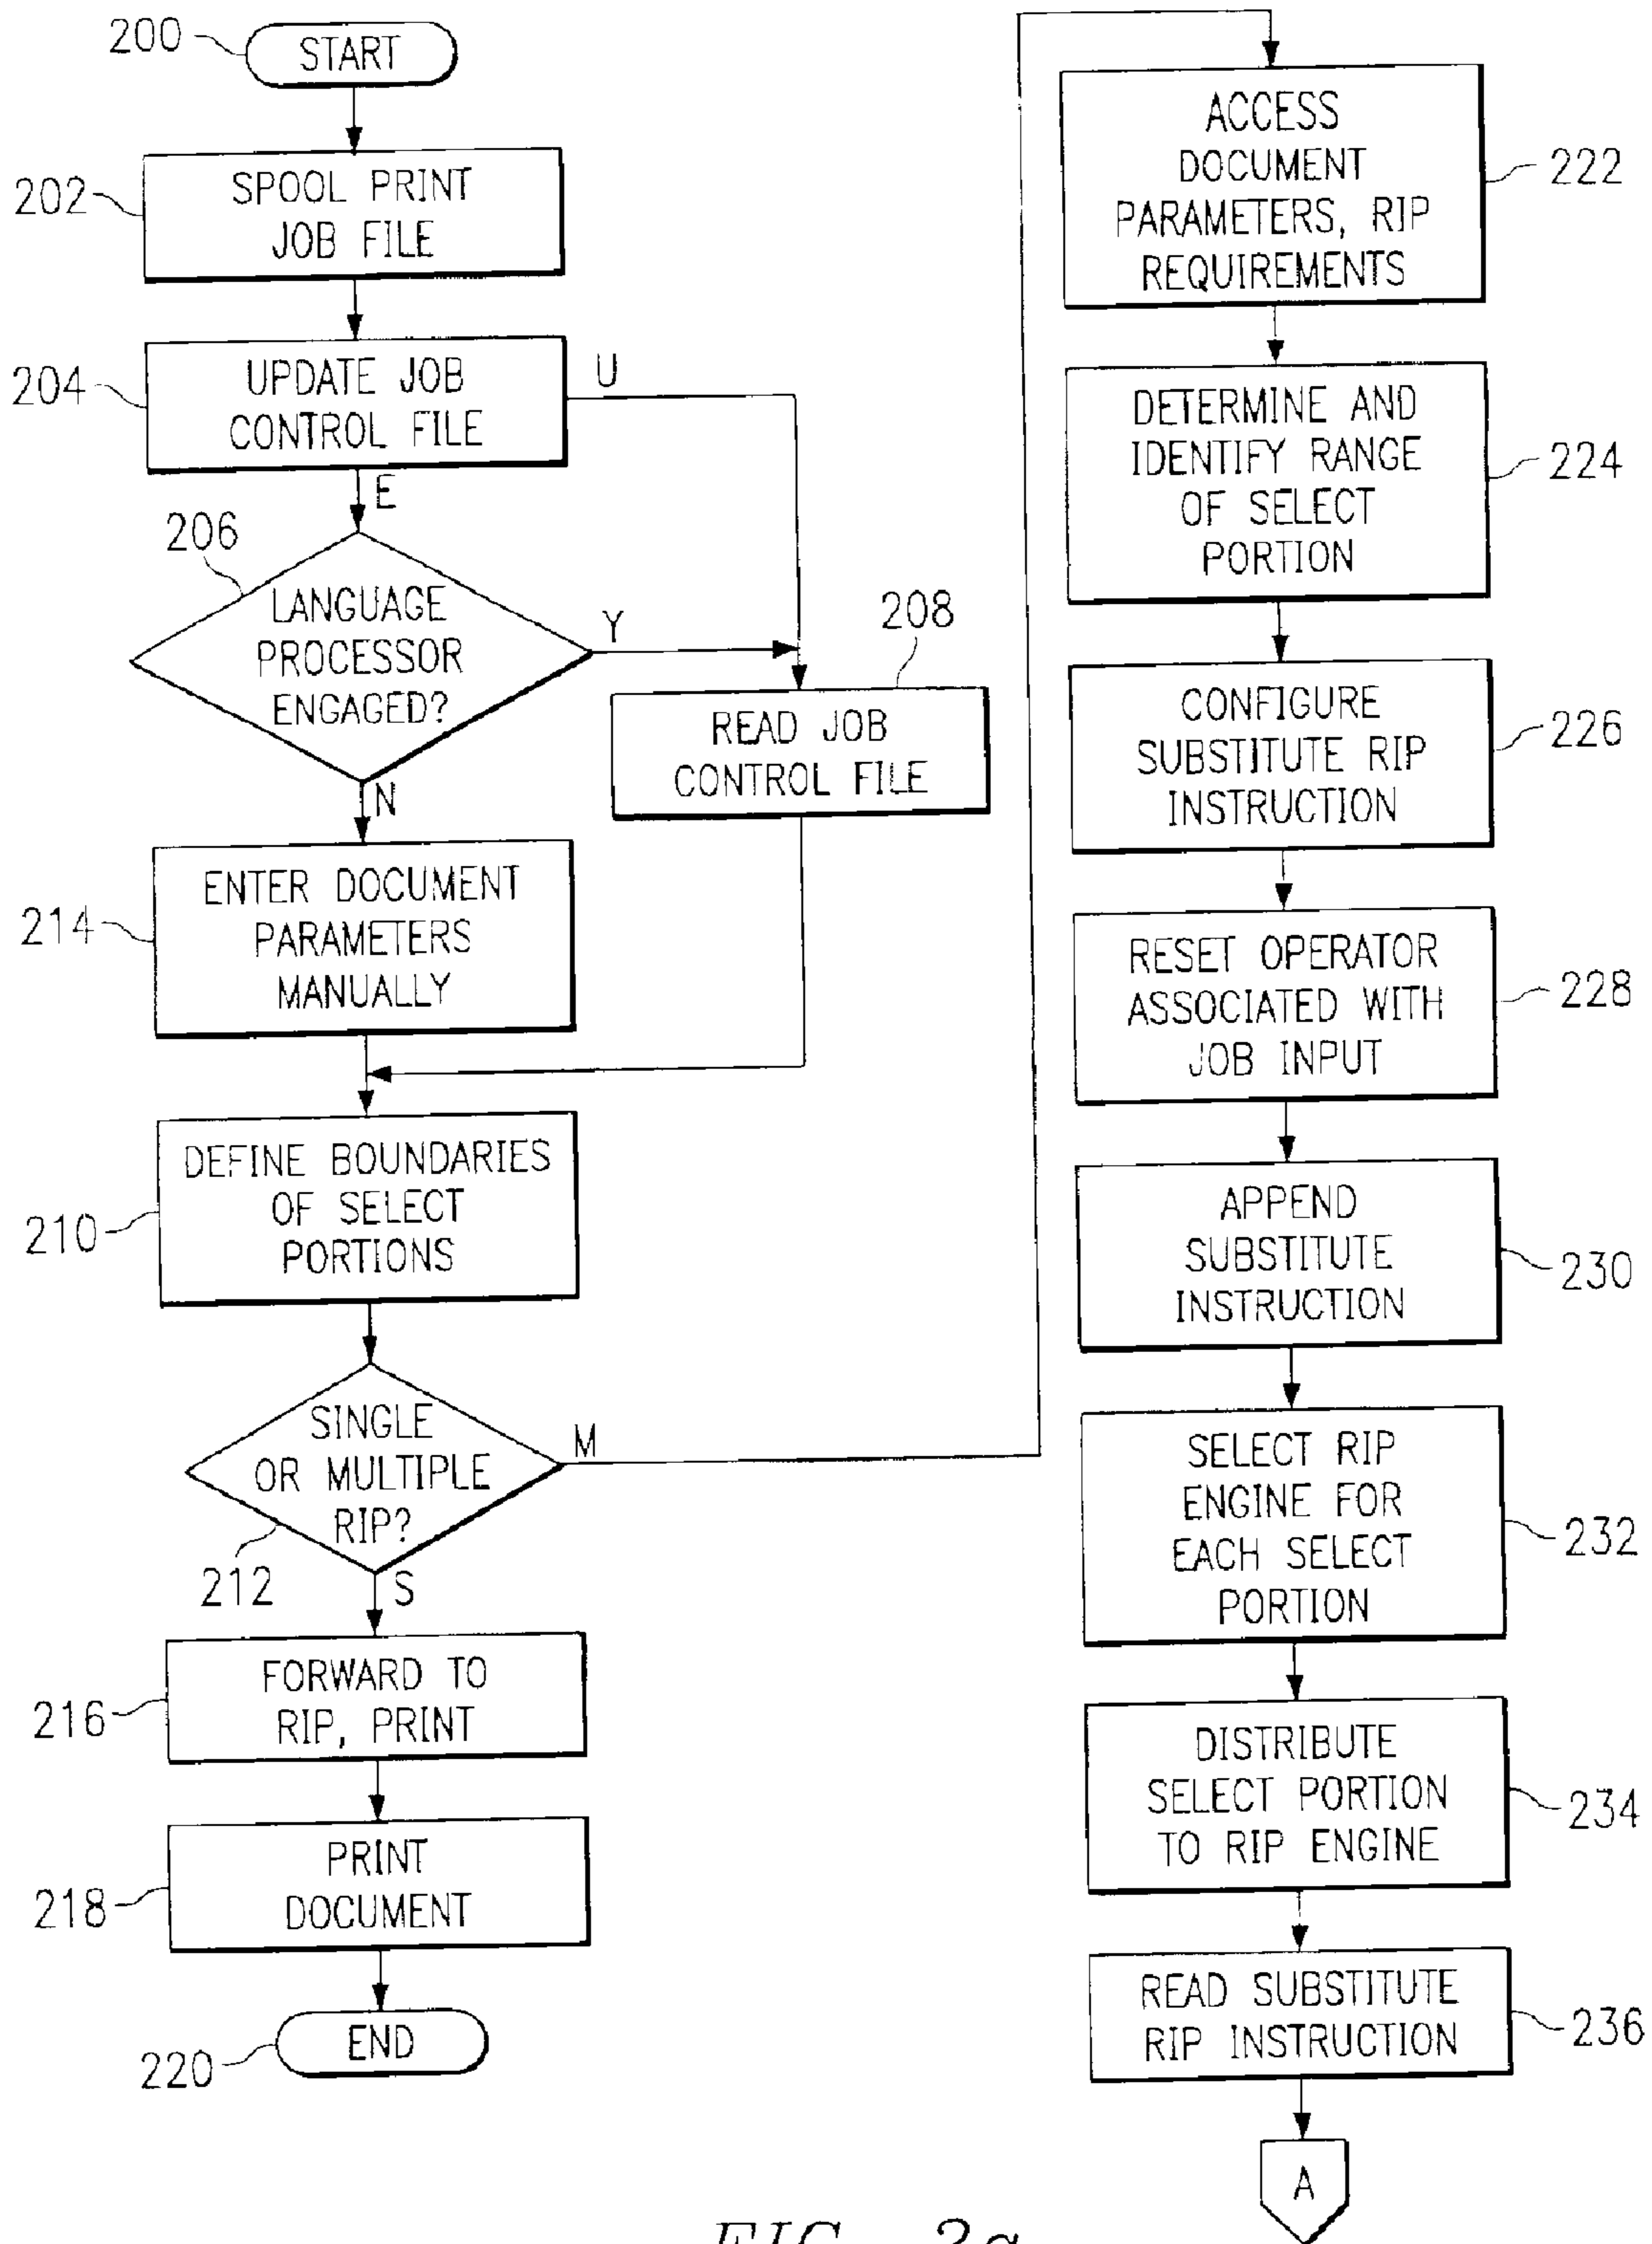 200
START
202
SPOOL PRINT
JOB FILE
204
UPDATE JOB
CONTROL FILE
U
E
206
LANGUAGE
PROCESSOR
ENGAGED?
Y
N
208
READ JOB
CONTROL FILE
214
ENTER DOCUMENT
PARAMETERS
MANUALLY
210
DEFINE BOUNDARIES
OF SELECT
PORTIONS
SINGLE
OR MULTIPLE
RIP?
M
212
S
216
FORWARD TO
RIP, PRINT
218
PRINT
DOCUMENT
220
END
ACCESS
DOCUMENT
PARAMETERS, RIP
REQUIREMENTS
222
DETERMINE AND
IDENTIFY RANGE
OF SELECT
PORTION
224
CONFIGURE
SUBSTITUTE RIP
INSTRUCTION
226
RESET OPERATOR
ASSOCIATED WITH
JOB INPUT
228
APPEND
SUBSTITUTE
INSTRUCTION
230
SELECT RIP
ENGINE FOR
EACH SELECT
PORTION
232
DISTRIBUTE
SELECT PORTION
TO RIP ENGINE
234
READ SUBSTITUTE
RIP INSTRUCTION
236
A
FIG.